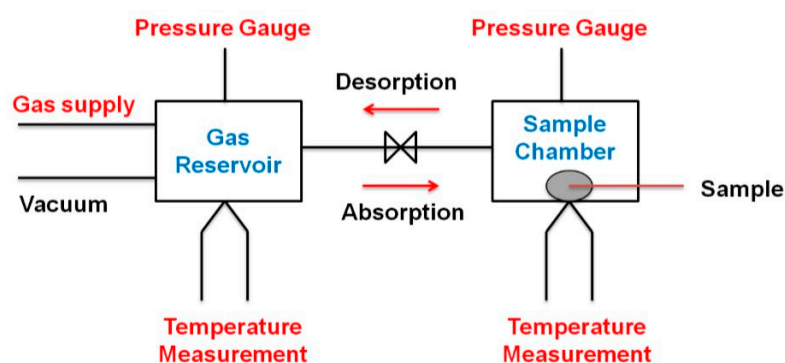 Pressure Gauge
Pressure Gauge
Desorption
Gas supply
Gas
Reservoir
Sample
Chamber
Vacuum
Absorption
Sample
Temperature
Measurement
Temperature
Measurement